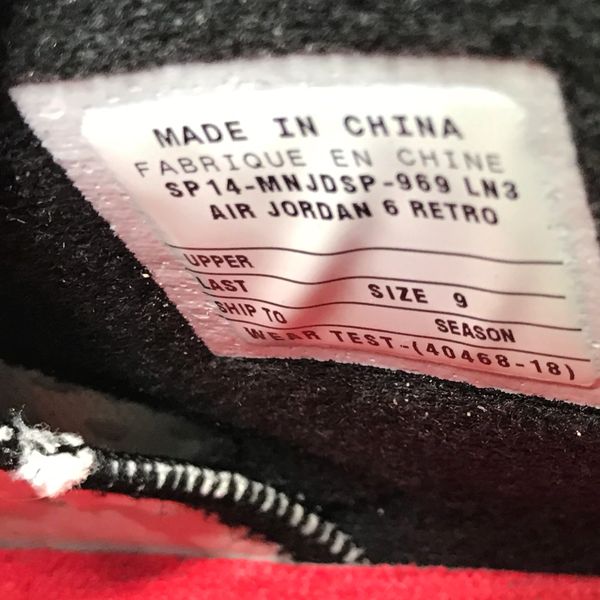 MADE IN CHINA
FABRIQUE EN CHINE
SP14-MNJDSP-969 LN3
AIR JORDAN 6 RETRO
UPPER
LAST SIZE 9
SHIP TO SEASON
WEAR TEST-(40468-18)